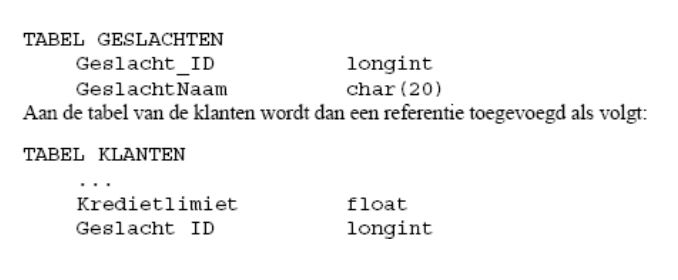 TABEL GESLACHTEN
Geslacht_ID longint
GeslachtNaam char(20)
Aan de tabel van de klanten wordt dan een referentie toegevoegd als volgt:
TABEL KLANTEN
...
Kredietlimiet float
Geslacht ID longint